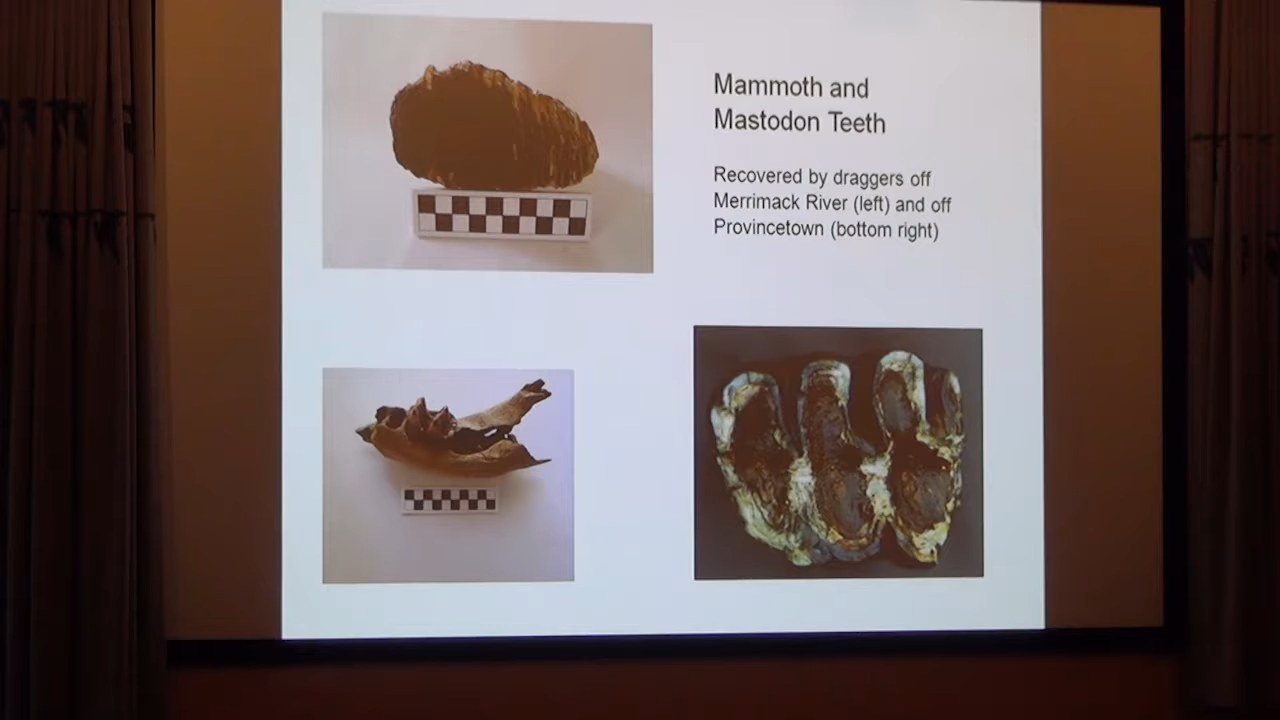 Mammoth and
Mastodon Teeth
Recovered by draggers off
Merrimack River (left) and off
Provincetown (bottom right)